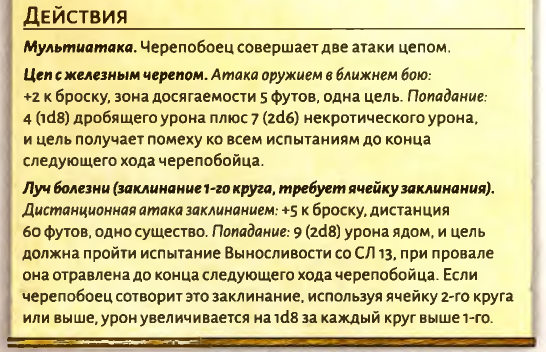 Действия
Мультиатака. Черепобоец совершает две атаки цепом.
Цеп с железным черепом. Атака оружием в ближнем бою:
+2 к броску, зона досягаемости 5 футов, одна цель. Попадание:
4 (1d8) дробящего урона плюс 7 (2d6) некротического урона,
и цель получает помеху ко всем испытаниям до конца
следующего хода черепобойца.
Луч болезни (заклинание 1-го круга, требует ячейку заклинания).
Дистанционная атака заклинанием: +5 к броску, дистанция
60 футов, одно существо. Попадание: 9 (2d8) урона ядом, и цель
должна пройти испытание Выносливости со СЛ 13, при провале
она отравлена до конца следующего хода черепобойца. Если
черепобоец сотворит это заклинание, используя ячейку 2-го круга
или выше, урон увеличивается на 1d8 за каждый круг выше 1-го.